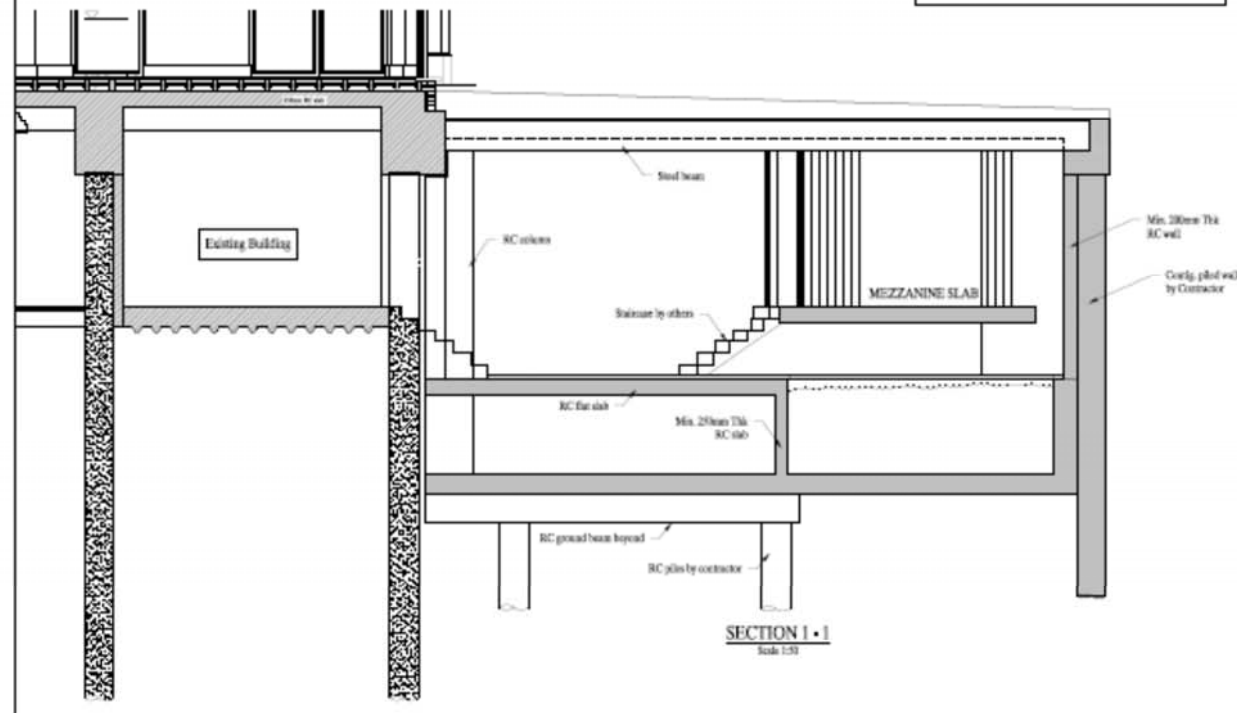 RC slab
Steel beam
Existing Building
RC column
Min. 200mm Thk
RC wall
Contig. piled wall
by Contractor
MEZZANINE SLAB
Staircase by others
RC flat slab
Min. 250mm Thk
RC slab
RC ground beam beyond
RC piles by contractor
SECTION 1 - 1
Scale 1:50